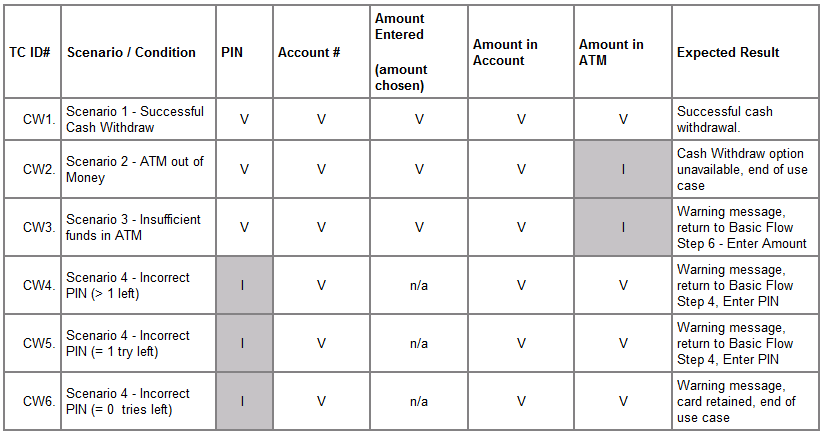 TC ID#
Scenario / Condition
PIN
Account #
Amount
Entered
(amount
chosen)
Amount in
Account
Amount in
ATM
Expected Result
CW1.
Scenario 1 - Successful
Cash Withdraw
V
V
V
V
V
Successful cash
withdrawal.
CW2.
Scenario 2 - ATM out of
Money
V
V
V
V
I
Cash Withdraw option
unavailable, end of use
case
CW3.
Scenario 3 - Insufficient
funds in ATM
V
V
V
V
I
Warning message,
return to Basic Flow
Step 6 - Enter Amount
CW4.
Scenario 4 - Incorrect
PIN (> 1 left)
I
V
n/a
V
V
Warning message,
return to Basic Flow
Step 4, Enter PIN
CW5.
Scenario 4 - Incorrect
PIN (= 1 try left)
I
V
n/a
V
V
Warning message,
return to Basic Flow
Step 4, Enter PIN
CW6.
Scenario 4 - Incorrect
PIN (= 0 tries left)
I
V
n/a
V
V
Warning message,
card retained, end of
use case